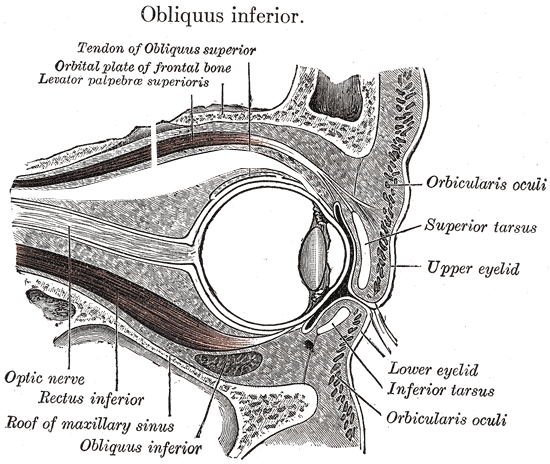 Obliquus inferior.
Tendon of Obliquus superior
Orbital plate of frontal bone
Levator palpebræ superioris
Orbicularis oculi
Superior tarsus
Upper eyelid
Lower eyelid
Inferior tarsus
Orbicularis oculi
Optic nerve
Rectus inferior
Roof of maxillary sinus
Obliquus inferior